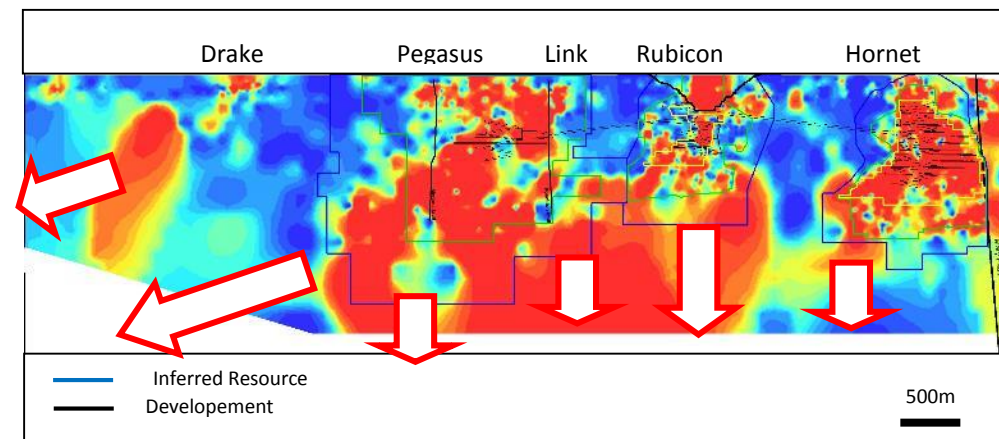 Drake Pegasus Link Rubicon Hornet
Inferred Resource
Developement
500m